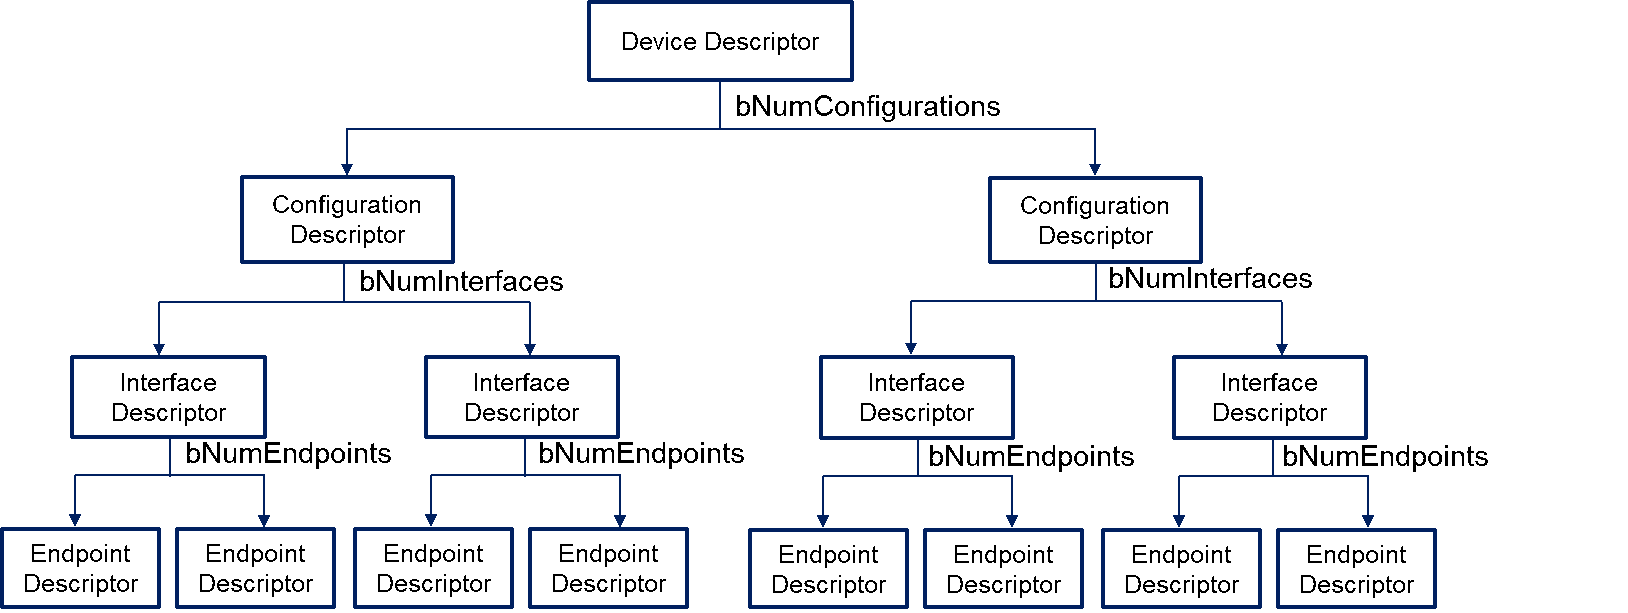 Device Descriptor
bNumConfigurations
Configuration
Descriptor
Configuration
Descriptor
bNumInterfaces
bNumInterfaces
Interface
Descriptor
Interface
Descriptor
Interface
Descriptor
Interface
Descriptor
bNumEndpoints
bNumEndpoints
bNumEndpoints
bNumEndpoints
Endpoint
Descriptor
Endpoint
Descriptor
Endpoint
Descriptor
Endpoint
Descriptor
Endpoint
Descriptor
Endpoint
Descriptor
Endpoint
Descriptor
Endpoint
Descriptor